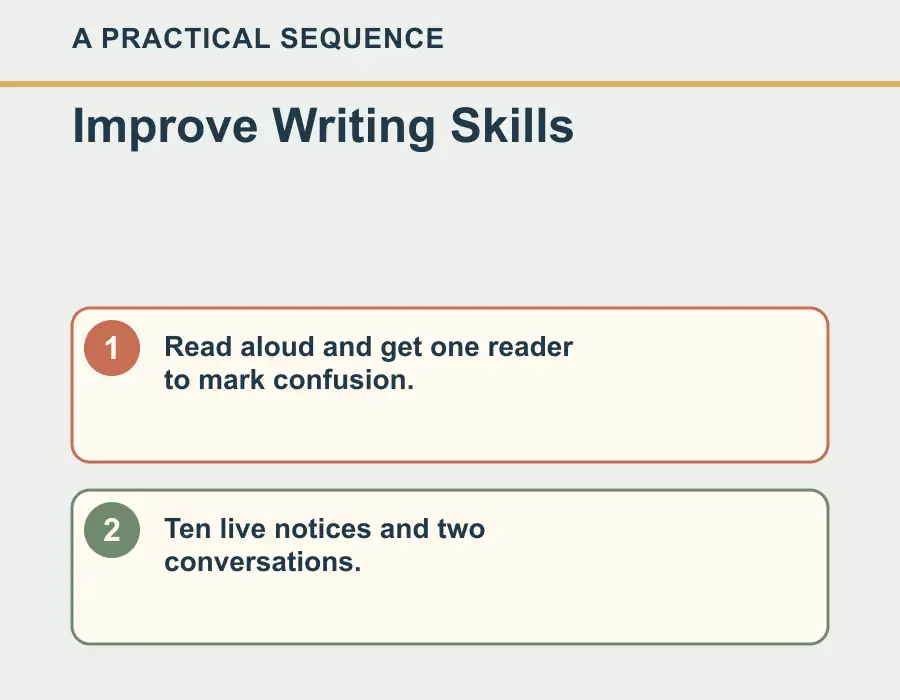 A PRACTICAL SEQUENCE
Improve Writing Skills
1
Read aloud and get one reader
to mark confusion.
2
Ten live notices and two
conversations.